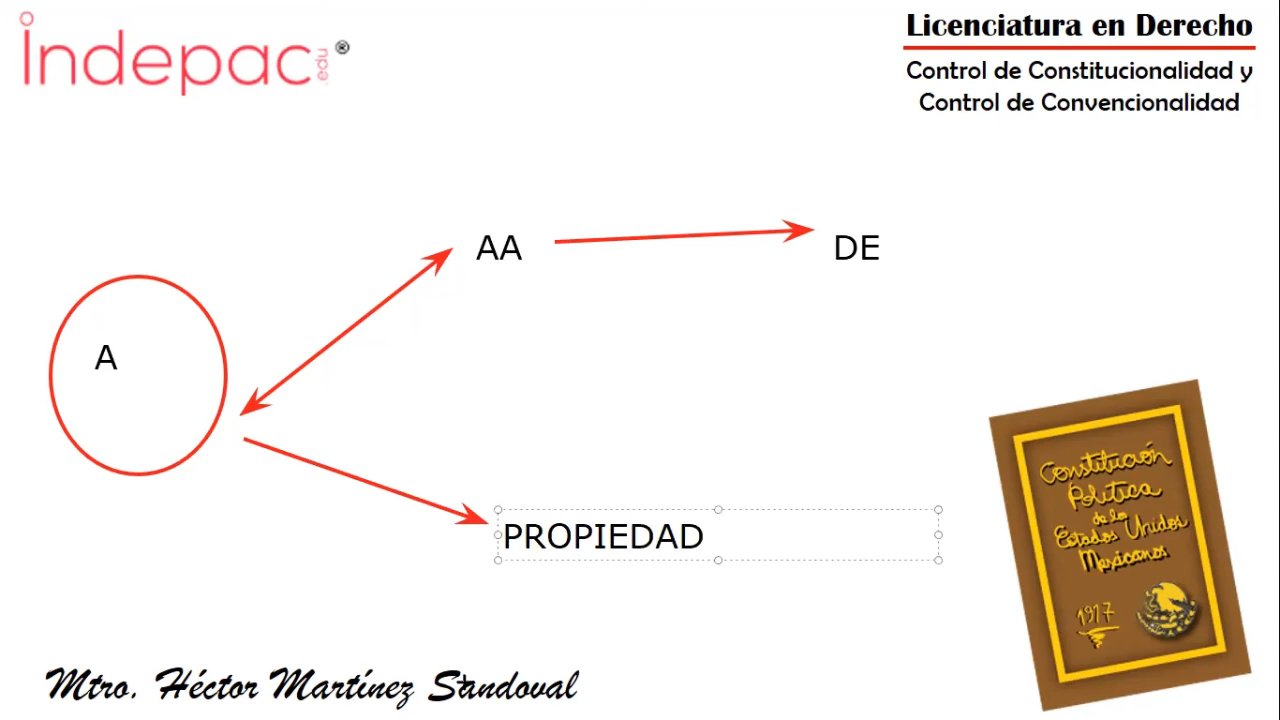 indepac.edu ®
Licenciatura en Derecho
Control de Constitucionalidad y
Control de Convencionalidad
AA
DE
A
PROPIEDAD
Constitución
Política
de los
Estados Unidos
Mexicanos
1917
Mtro. Héctor Martínez Sandoval